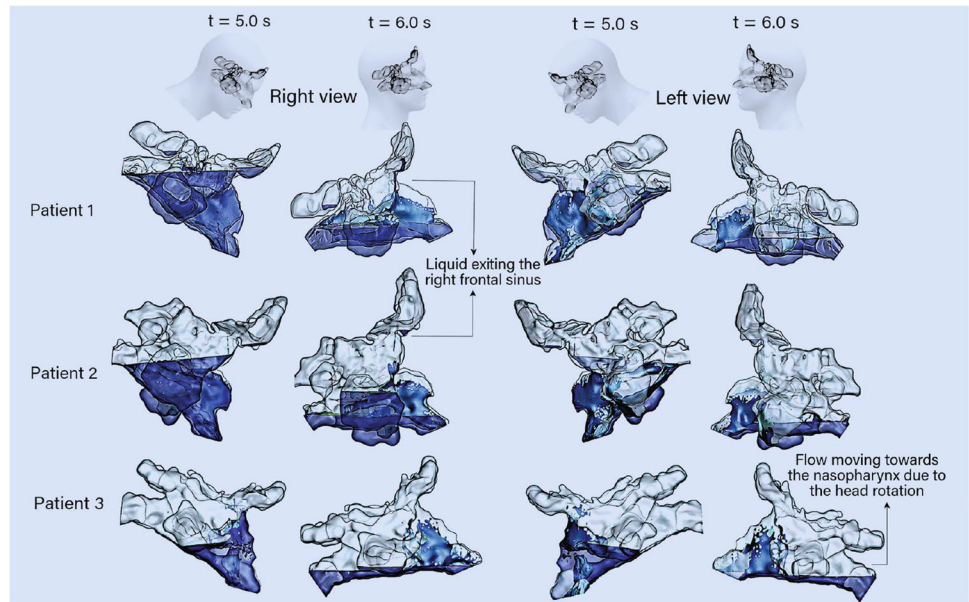 t = 5.0 s
t = 6.0 s
t = 5.0 s
t = 6.0 s
Right view
Left view
Patient 1
Liquid exiting the
right frontal sinus
Patient 2
Patient 3
Flow moving towards
the nasopharynx due to
the head rotation